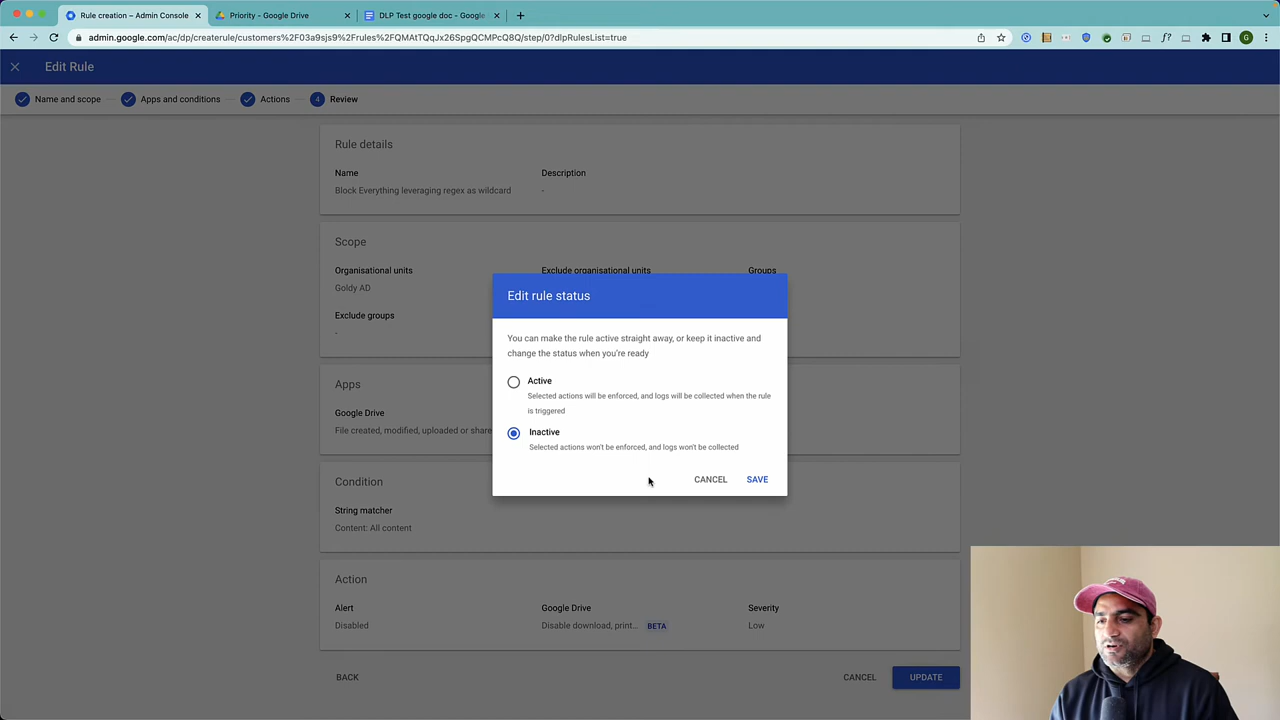 Rule creation – Admin Console
Priority - Google Drive
DLP Test google doc - Google
admin.google.com/ac/dp/createrule/customers%2F03a9sjs9%2Frules%2FQMAtTQqJx26SpgQCMPcQ8Q/step/0?dlpRulesList=true
G
Edit Rule
Name and scope
Apps and conditions
Actions
4 Review
Rule details
Name
Description
Block Everything leveraging regex as wildcard
-
Scope
Organisational units
Exclude organisational units
Groups
Goldy AD
Exclude groups
-
Edit rule status
You can make the rule active straight away, or keep it inactive and
change the status when you're ready
Active
Selected actions will be enforced, and logs will be collected when the rule
is triggered
Inactive
Selected actions won't be enforced, and logs won't be collected
CANCEL
SAVE
Apps
Google Drive
File created, modified, uploaded or share
Condition
String matcher
Content: All content
Action
Alert
Google Drive
Severity
Disabled
Disable download, print... BETA
Low
BACK
CANCEL
UPDATE